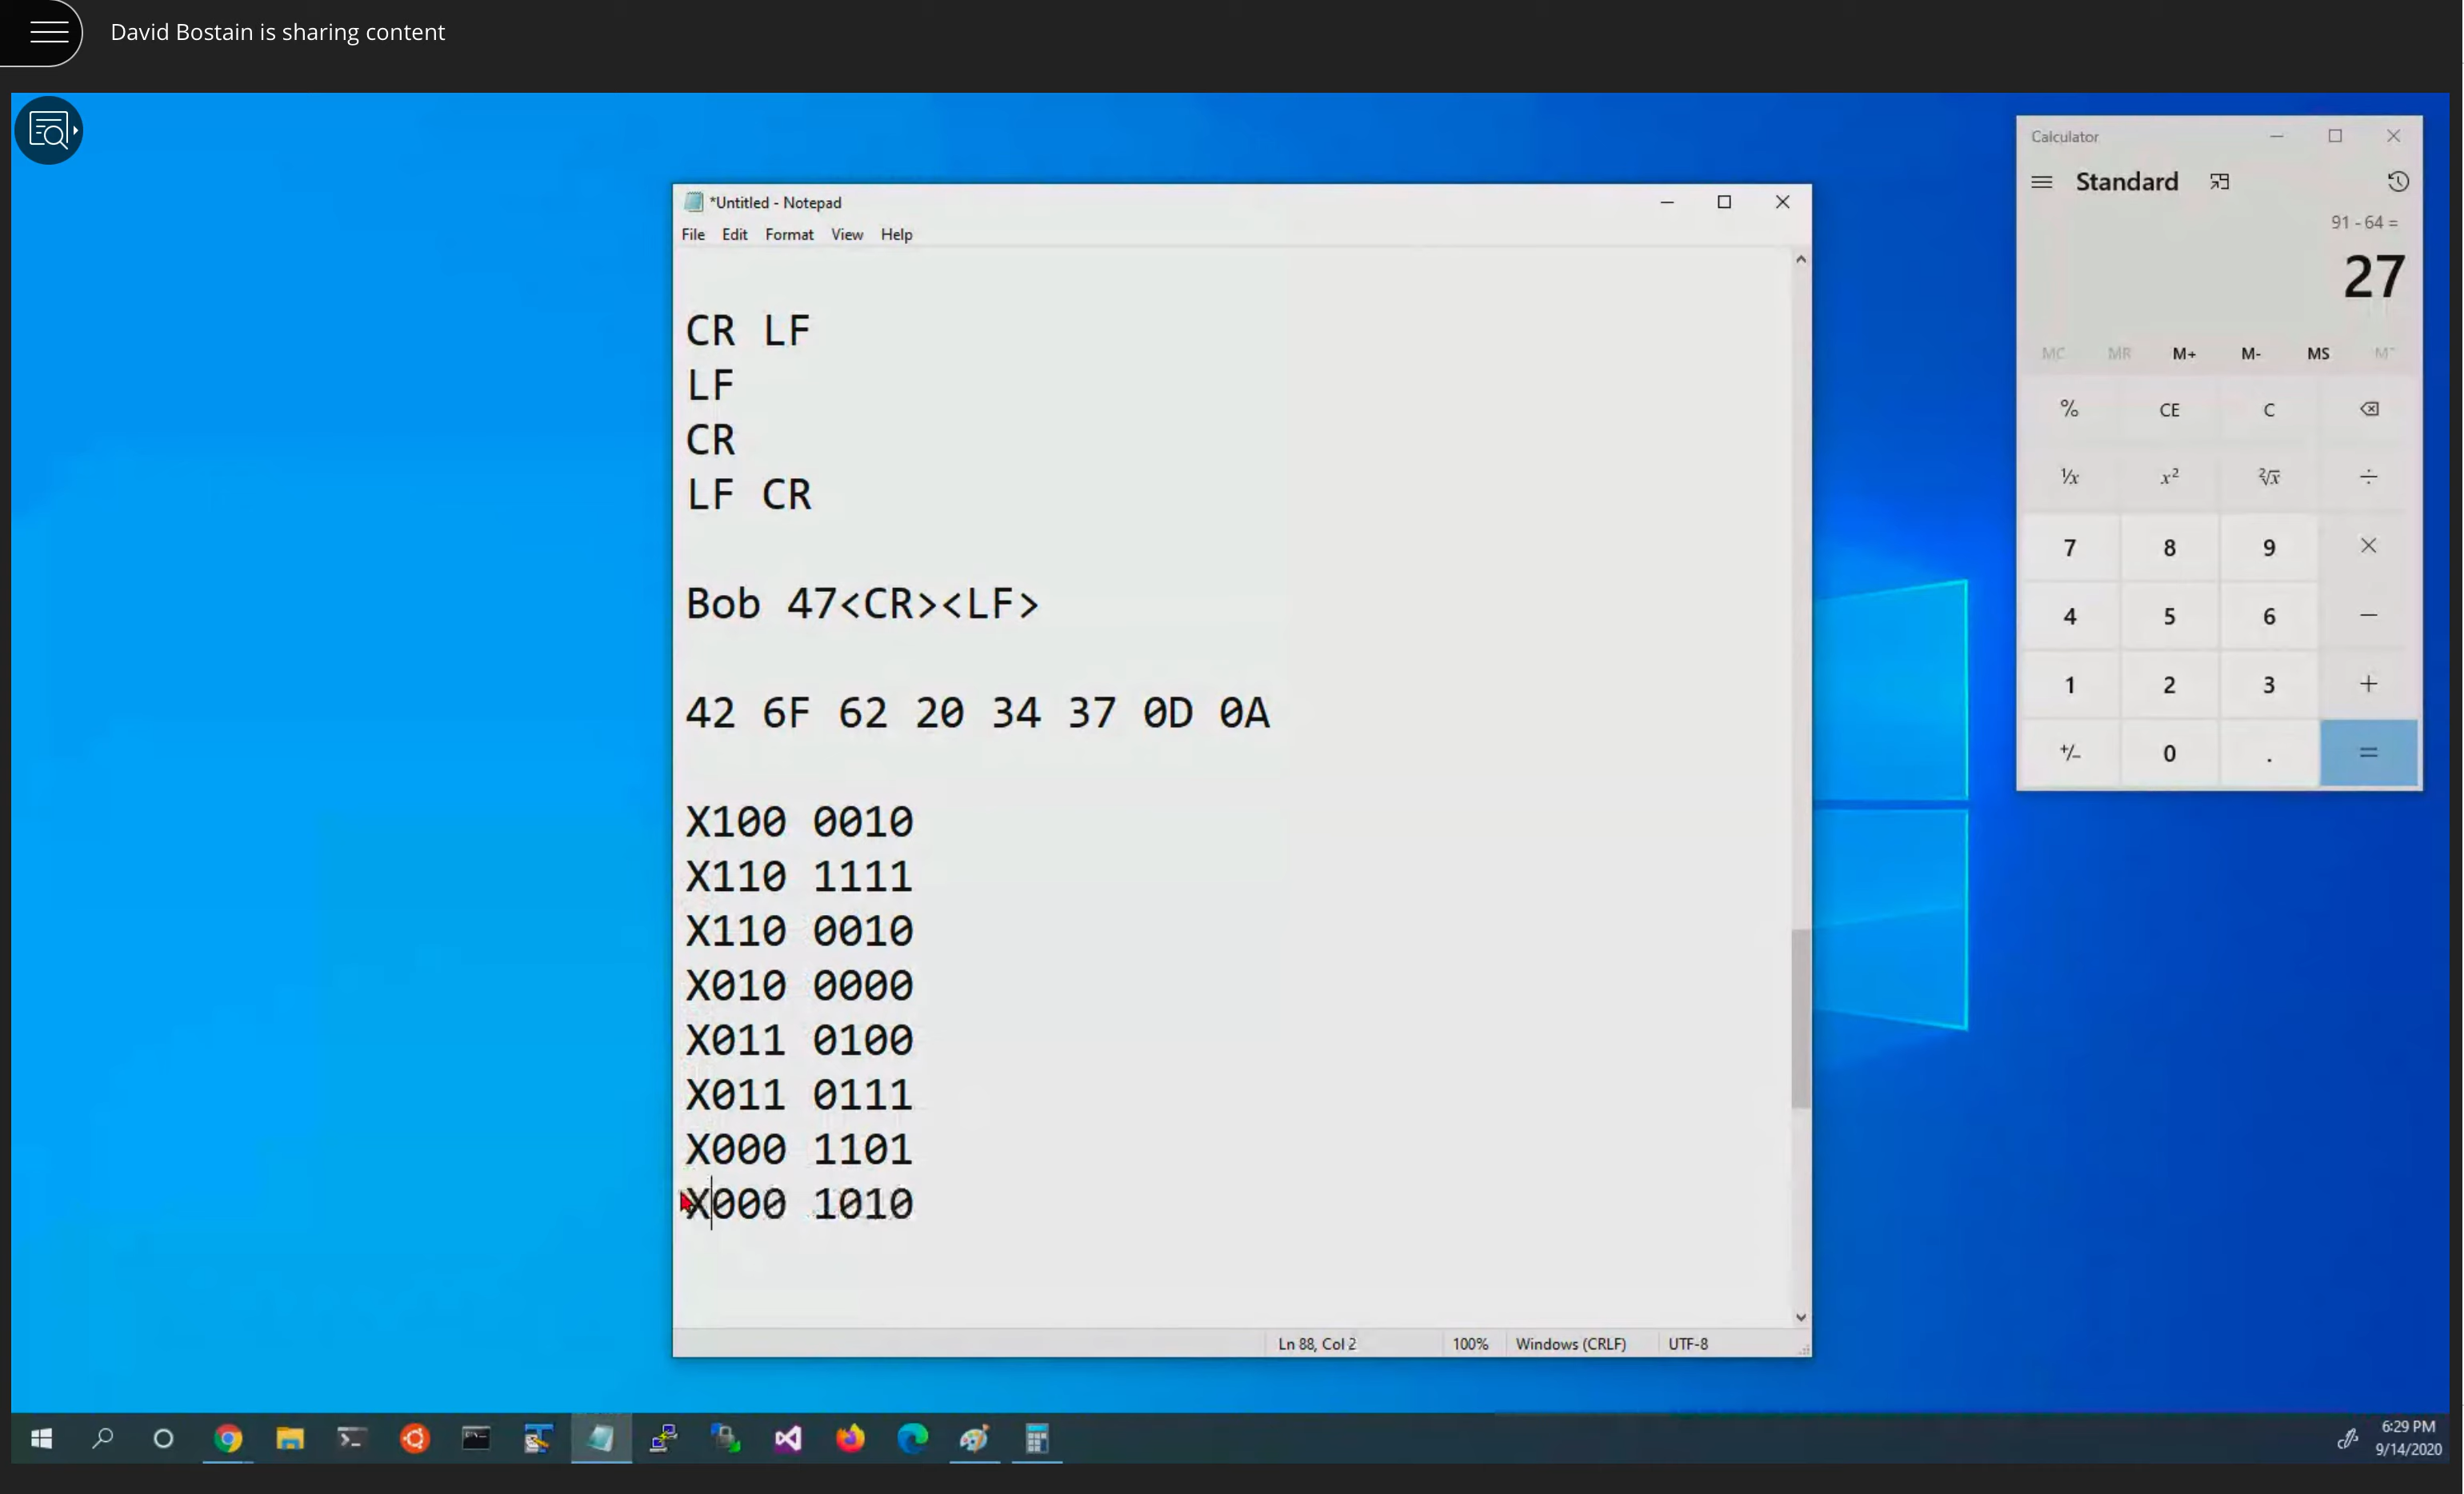 David Bostain is sharing content
*Untitled - Notepad
File Edit Format View Help
CR LF
LF
CR
LF CR
Bob 47<CR><LF>
42 6F 62 20 34 37 0D 0A
X100 0010
X110 1111
X110 0010
X010 0000
X011 0100
X011 0111
X000 1101
X000 1010
Ln 88, Col 2 100% Windows (CRLF) UTF-8
Calculator
Standard
91 - 64 =
27
MC MR M+ M- MS
% CE C
⅟x x² ²√x ÷
7 8 9 ×
4 5 6 −
1 2 3 +
+/− 0 . =
6:29 PM
9/14/2020